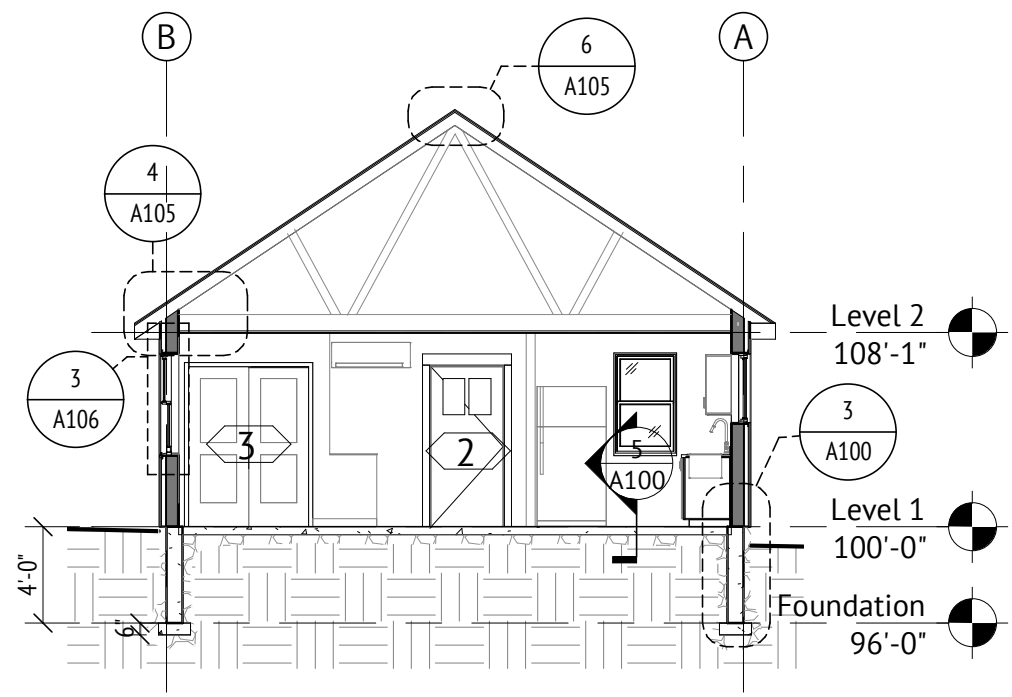 B
A
6
A105
4
A105
Level 2
108'-1"
3
A106
3
A100
3
2
5
A100
Level 1
100'-0"
4'-0"
Foundation
96'-0"
6"